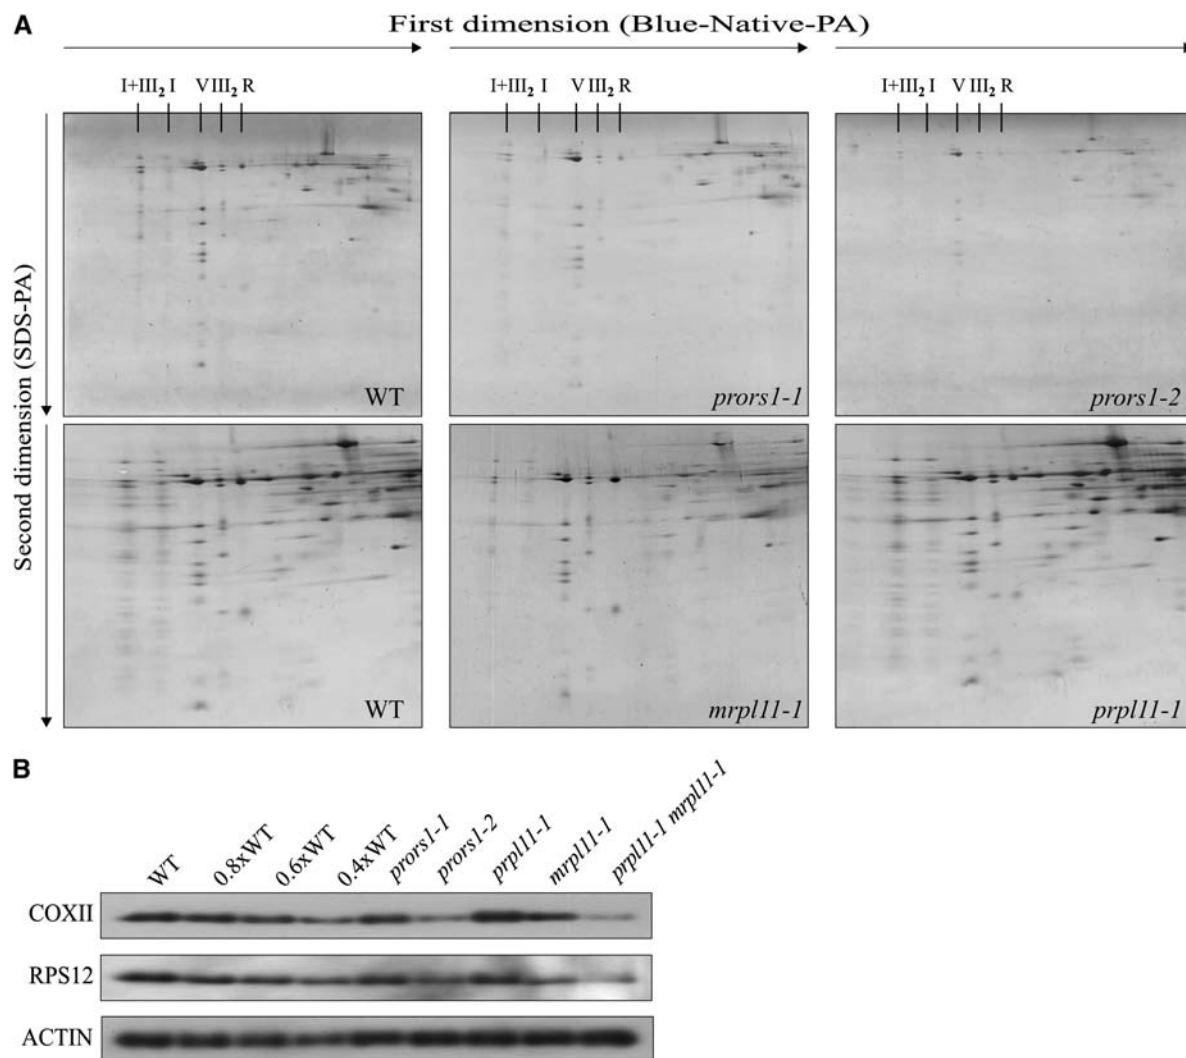 A
First dimension (Blue-Native-PA)
I+III2 I V III2 R
I+III2 I V III2 R
I+III2 I V III2 R
Second dimension (SDS-PA)
WT
prors1-1
prors1-2
WT
mrpl11-1
prpl11-1
B
WT 0.8xWT 0.6xWT 0.4xWT prors1-1 prors1-2 prpl11-1 mrpl11-1 prpl11-1 mrpl11-1
COXII
RPS12
ACTIN